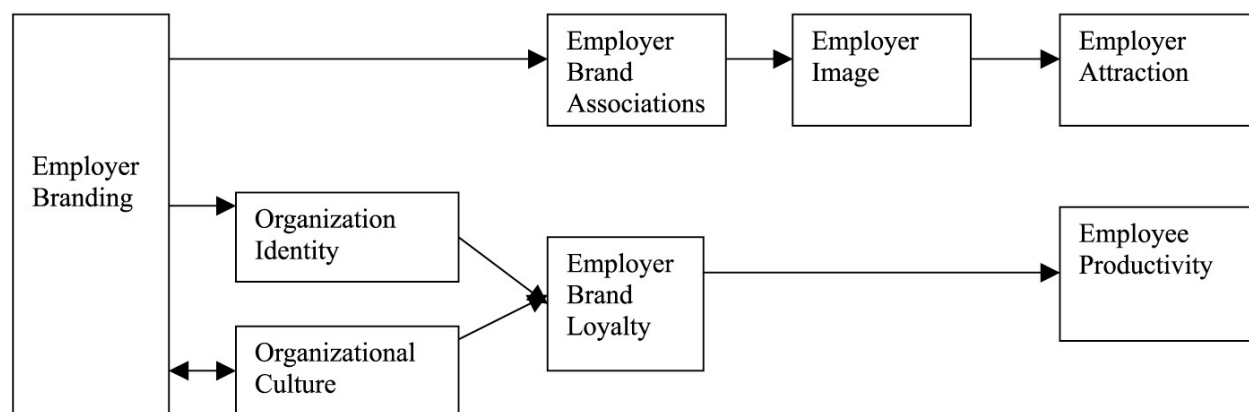 Employer
Branding
Employer
Brand
Associations
Employer
Image
Employer
Attraction
Organization
Identity
Organizational
Culture
Employer
Brand
Loyalty
Employee
Productivity